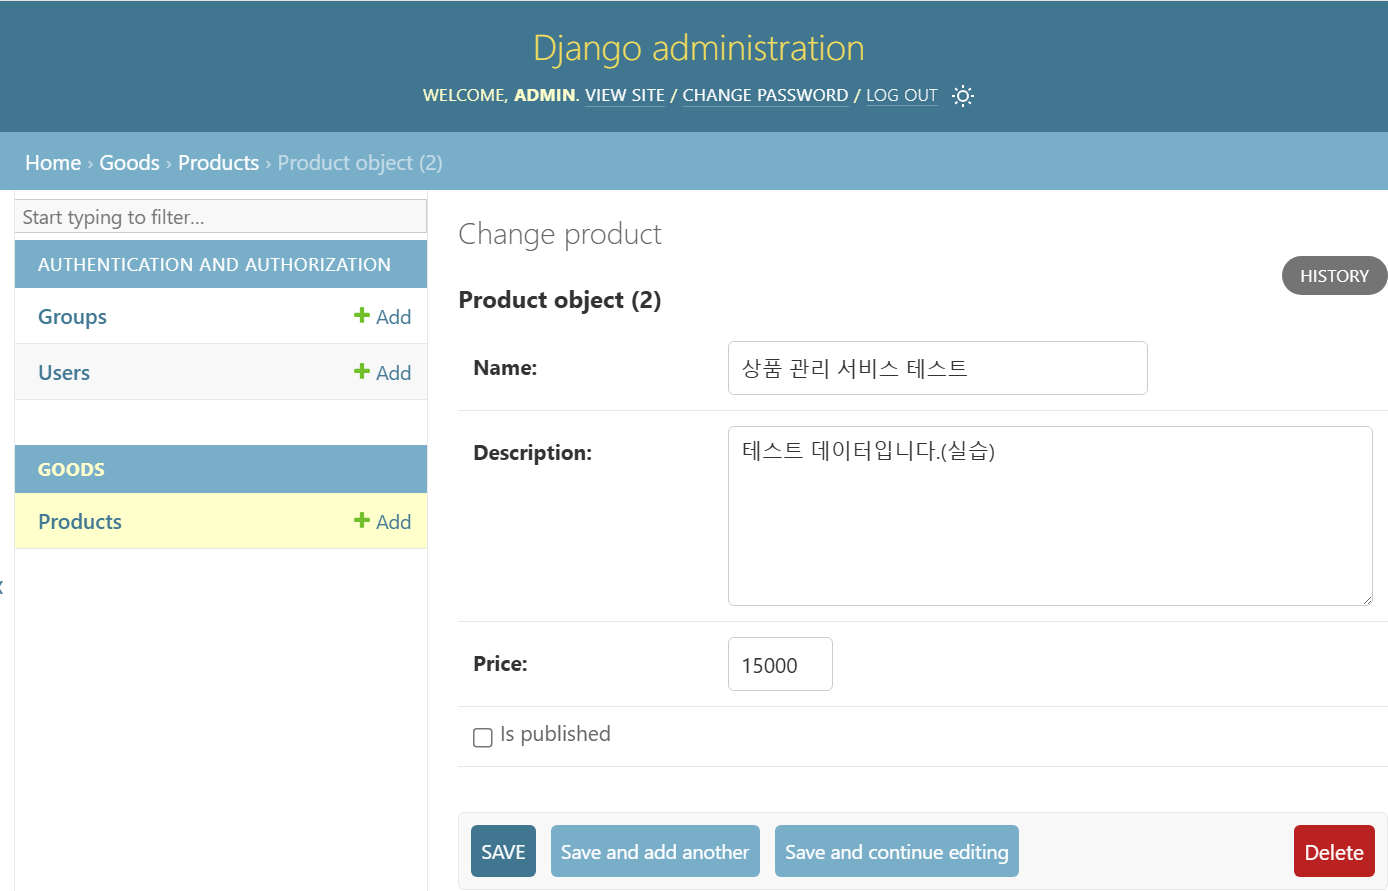 Django administration
WELCOME, ADMIN. VIEW SITE / CHANGE PASSWORD / LOG OUT
Home › Goods › Products › Product object (2)
Start typing to filter...
AUTHENTICATION AND AUTHORIZATION
Groups + Add
Users + Add
GOODS
Products + Add
Change product
HISTORY
Product object (2)
Name: 상품 관리 서비스 테스트
Description: 테스트 데이터입니다.(실습)
Price: 15000
Is published
SAVE Save and add another Save and continue editing Delete